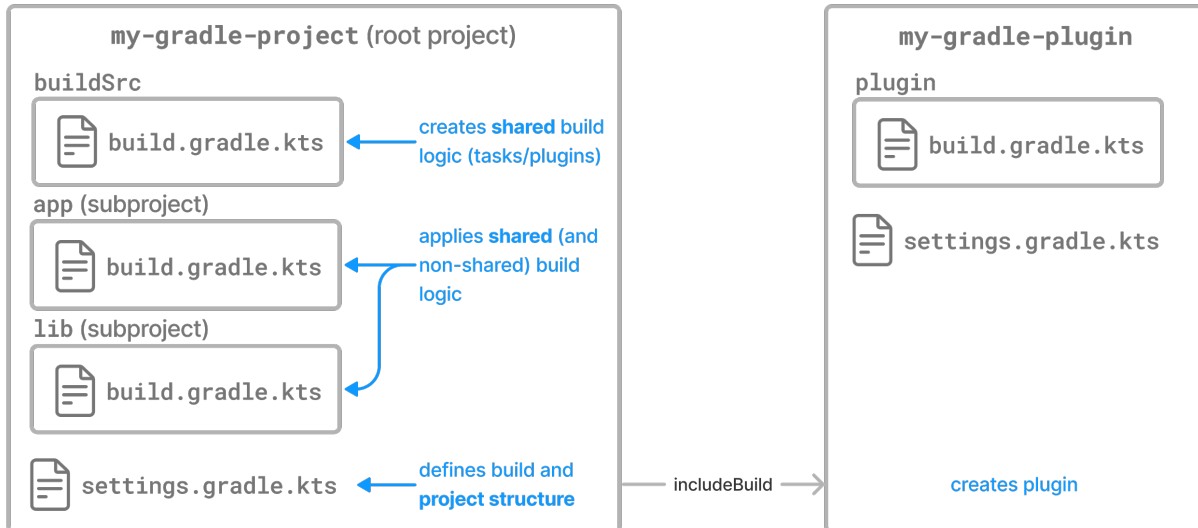 my-gradle-project (root project)
buildSrc
build.gradle.kts
creates shared build
logic (tasks/plugins)
app (subproject)
build.gradle.kts
applies shared (and
non-shared) build
logic
lib (subproject)
build.gradle.kts
settings.gradle.kts
defines build and
project structure
includeBuild
my-gradle-plugin
plugin
build.gradle.kts
settings.gradle.kts
creates plugin